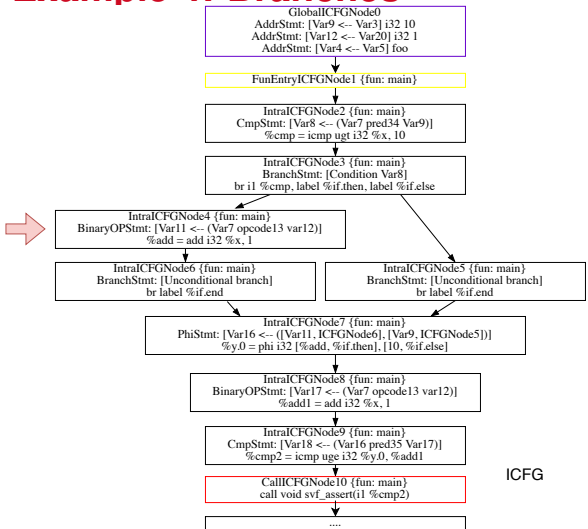 Example 4: Branches
GlobalICFGNode0
AddrStmt: [Var9 <-- Var3] i32 10
AddrStmt: [Var12 <-- Var20] i32 1
AddrStmt: [Var4 <-- Var5] foo
FunEntryICFGNode1 {fun: main}
IntraICFGNode2 {fun: main}
CmpStmt: [Var8 <-- (Var7 pred34 Var9)]
%cmp = icmp ugt i32 %x, 10
IntraICFGNode3 {fun: main}
BranchStmt: [Condition Var8]
br i1 %cmp, label %if.then, label %if.else
IntraICFGNode4 {fun: main}
BinaryOPStmt: [Var11 <-- (Var7 opcode13 var12)]
%add = add i32 %x, 1
IntraICFGNode6 {fun: main}
BranchStmt: [Unconditional branch]
br label %if.end
IntraICFGNode5 {fun: main}
BranchStmt: [Unconditional branch]
br label %if.end
IntraICFGNode7 {fun: main}
PhiStmt: [Var16 <-- ([Var11, ICFGNode6], [Var9, ICFGNode5])]
%y.0 = phi i32 [%add, %if.then], [10, %if.else]
IntraICFGNode8 {fun: main}
BinaryOPStmt: [Var17 <-- (Var7 opcode13 var12)]
%add1 = add i32 %x, 1
IntraICFGNode9 {fun: main}
CmpStmt: [Var18 <-- (Var16 pred35 Var17)]
%cmp2 = icmp uge i32 %y.0, %add1
ICFG
CallICFGNode10 {fun: main}
call void svf_assert(i1 %cmp2)
....